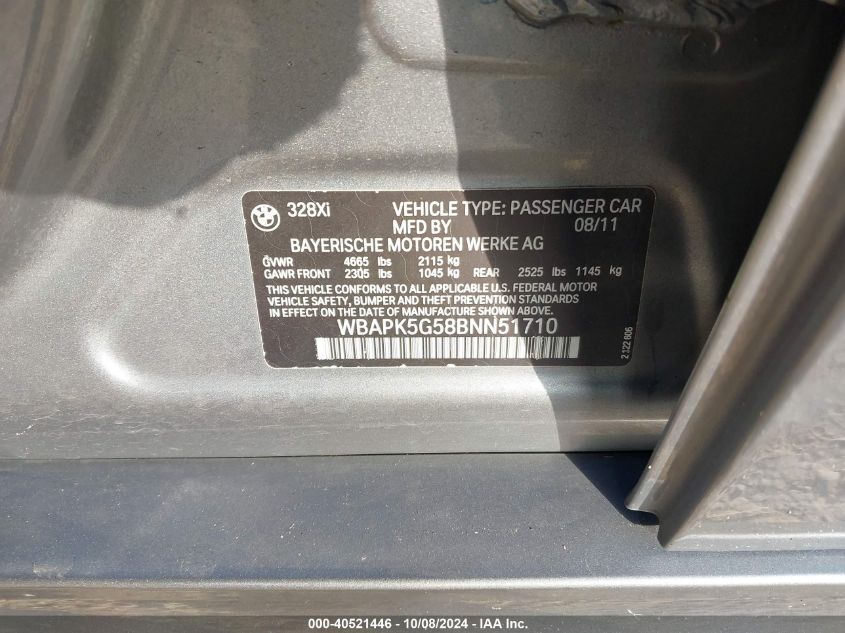 328Xi VEHICLE TYPE: PASSENGER CAR
MFD BY 08/11
BAYERISCHE MOTOREN WERKE AG
GVWR 4665 lbs 2115 kg
GAWR FRONT 2305 lbs 1045 kg REAR 2525 lbs 1145 kg
THIS VEHICLE CONFORMS TO ALL APPLICABLE U.S. FEDERAL MOTOR
VEHICLE SAFETY, BUMPER AND THEFT PREVENTION STANDARDS
IN EFFECT ON THE DATE OF MANUFACTURE SHOWN ABOVE.
WBAPK5G58BNN51710
2 122 606
000-40521446 - 10/08/2024 - IAA Inc.